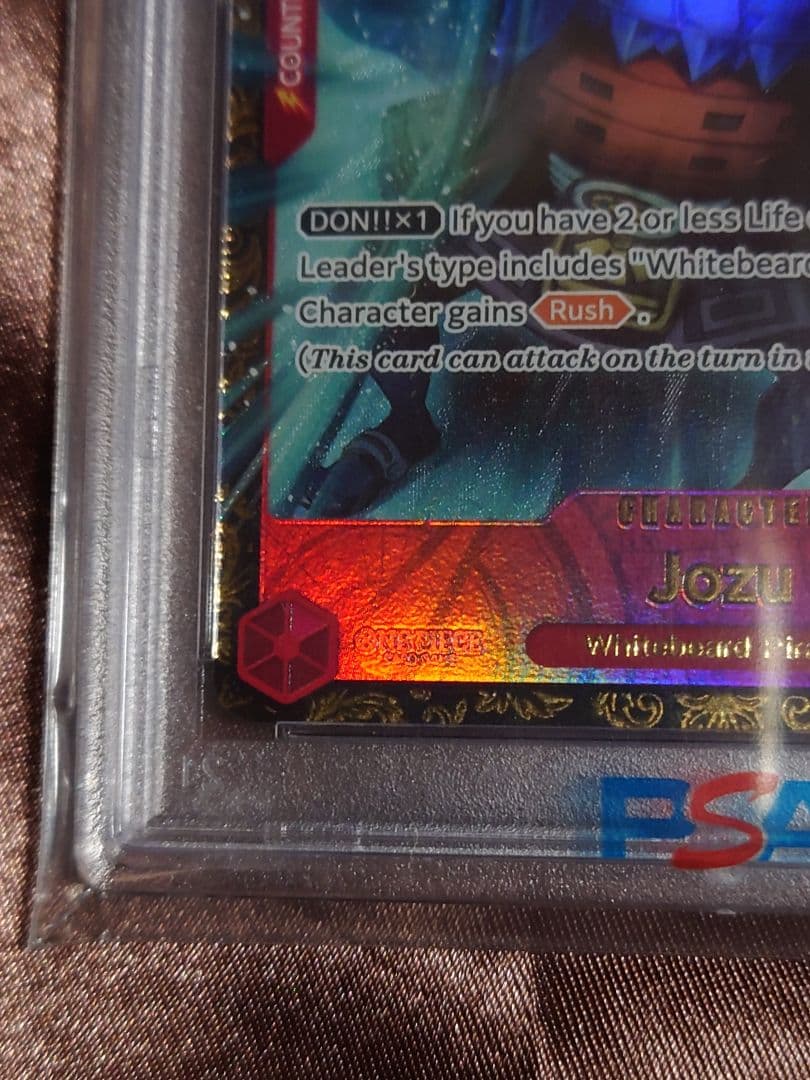 COUNT
DON!!×1 If you have 2 or less Life
Leader's type includes "Whitebeard
Character gains Rush.
(This card can attack on the turn in
CHARACTE
Jozu
ONE PIECE
Whitebeard Pira
PSA